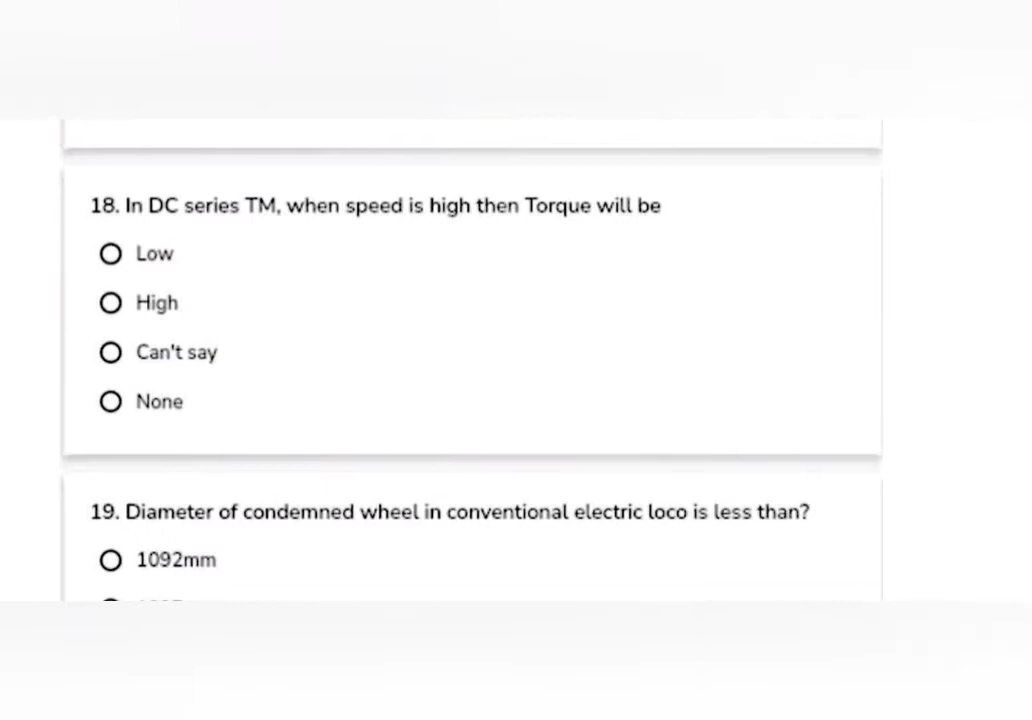 18. In DC series TM, when speed is high then Torque will be
Low
High
Can't say
None
19. Diameter of condemned wheel in conventional electric loco is less than?
1092mm